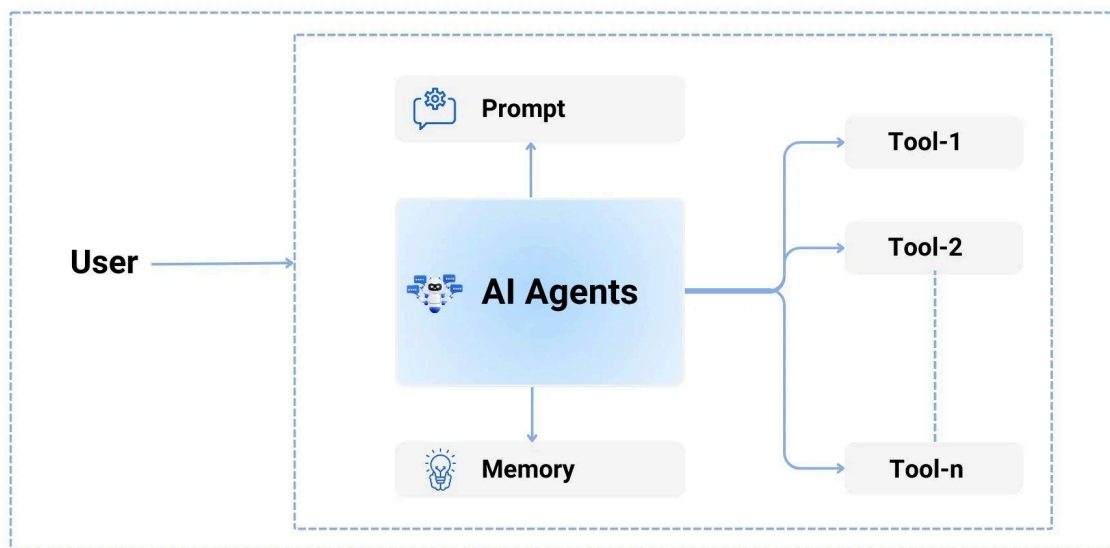 Prompt
Tool-1
Tool-2
User
AI Agents
Memory
Tool-n